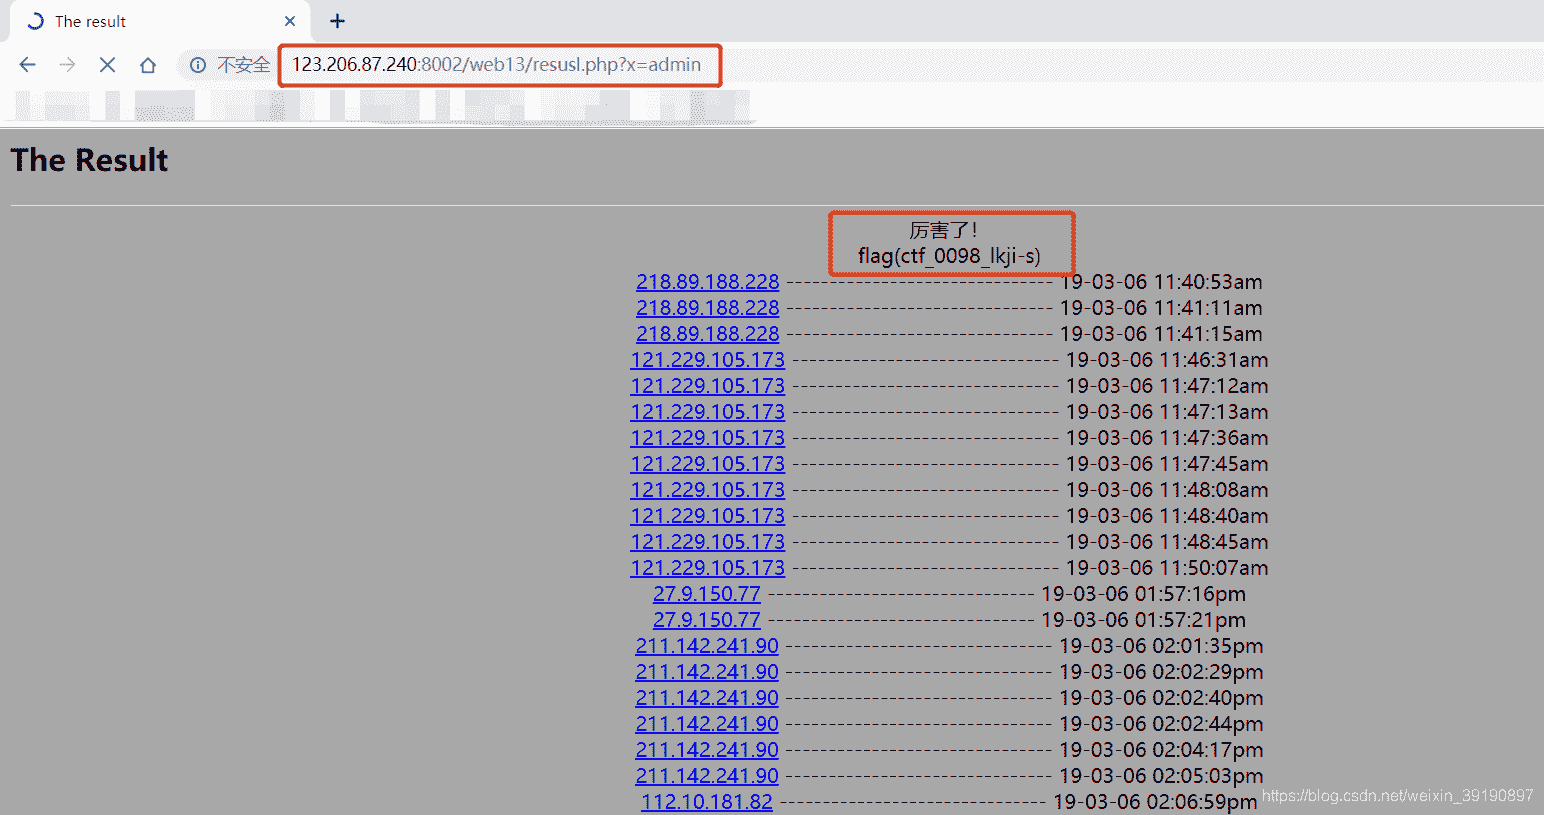 The result
不安全 123.206.87.240:8002/web13/resusl.php?x=admin
The Result
厉害了!
flag(ctf_0098_lkji-s)
218.89.188.228 ------------------------------ 19-03-06 11:40:53am
218.89.188.228 ------------------------------ 19-03-06 11:41:11am
218.89.188.228 ------------------------------ 19-03-06 11:41:15am
121.229.105.173 ------------------------------ 19-03-06 11:46:31am
121.229.105.173 ------------------------------ 19-03-06 11:47:12am
121.229.105.173 ------------------------------ 19-03-06 11:47:13am
121.229.105.173 ------------------------------ 19-03-06 11:47:36am
121.229.105.173 ------------------------------ 19-03-06 11:47:45am
121.229.105.173 ------------------------------ 19-03-06 11:48:08am
121.229.105.173 ------------------------------ 19-03-06 11:48:40am
121.229.105.173 ------------------------------ 19-03-06 11:48:45am
121.229.105.173 ------------------------------ 19-03-06 11:50:07am
27.9.150.77 ------------------------------ 19-03-06 01:57:16pm
27.9.150.77 ------------------------------ 19-03-06 01:57:21pm
211.142.241.90 ------------------------------ 19-03-06 02:01:35pm
211.142.241.90 ------------------------------ 19-03-06 02:02:29pm
211.142.241.90 ------------------------------ 19-03-06 02:02:40pm
211.142.241.90 ------------------------------ 19-03-06 02:02:44pm
211.142.241.90 ------------------------------ 19-03-06 02:04:17pm
211.142.241.90 ------------------------------ 19-03-06 02:05:03pm
112.10.181.82 ------------------------------ 19-03-06 02:06:59pm
https://blog.csdn.net/weixin_39190897